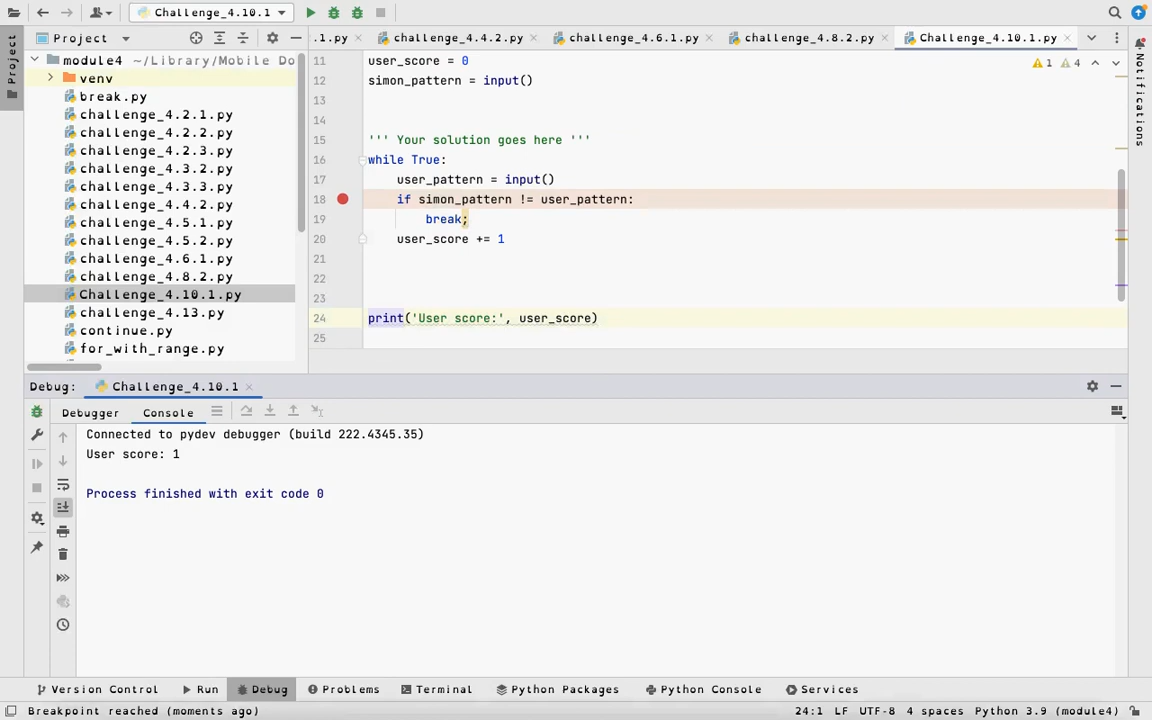 Challenge_4.10.1
Project
.1.py
challenge_4.4.2.py
challenge_4.6.1.py
challenge_4.8.2.py
Challenge_4.10.1.py
Project
module4 ~/Library/Mobile Do
venv
break.py
challenge_4.2.1.py
challenge_4.2.2.py
challenge_4.2.3.py
challenge_4.3.2.py
challenge_4.3.3.py
challenge_4.4.2.py
challenge_4.5.1.py
challenge_4.5.2.py
challenge_4.6.1.py
challenge_4.8.2.py
Challenge_4.10.1.py
challenge_4.13.py
continue.py
for_with_range.py
11 user_score = 0
12 simon_pattern = input()
13
14
15 ''' Your solution goes here '''
16 while True:
17 user_pattern = input()
18 if simon_pattern != user_pattern:
19 break;
20 user_score += 1
21
22
23
24 print('User score:', user_score)
25
1 4
Notifications
Debug: Challenge_4.10.1
Debugger Console
Connected to pydev debugger (build 222.4345.35)
User score: 1
Process finished with exit code 0
Version Control Run Debug Problems Terminal Python Packages Python Console Services
Breakpoint reached (moments ago) 24:1 LF UTF-8 4 spaces Python 3.9 (module4)